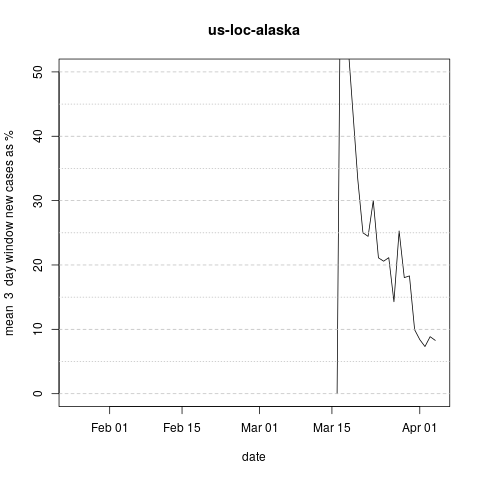 us-loc-alaska
mean  3  day window new cases as %
50
40
30
20
10
0
Feb 01
Feb 15
Mar 01
Mar 15
Apr 01
date